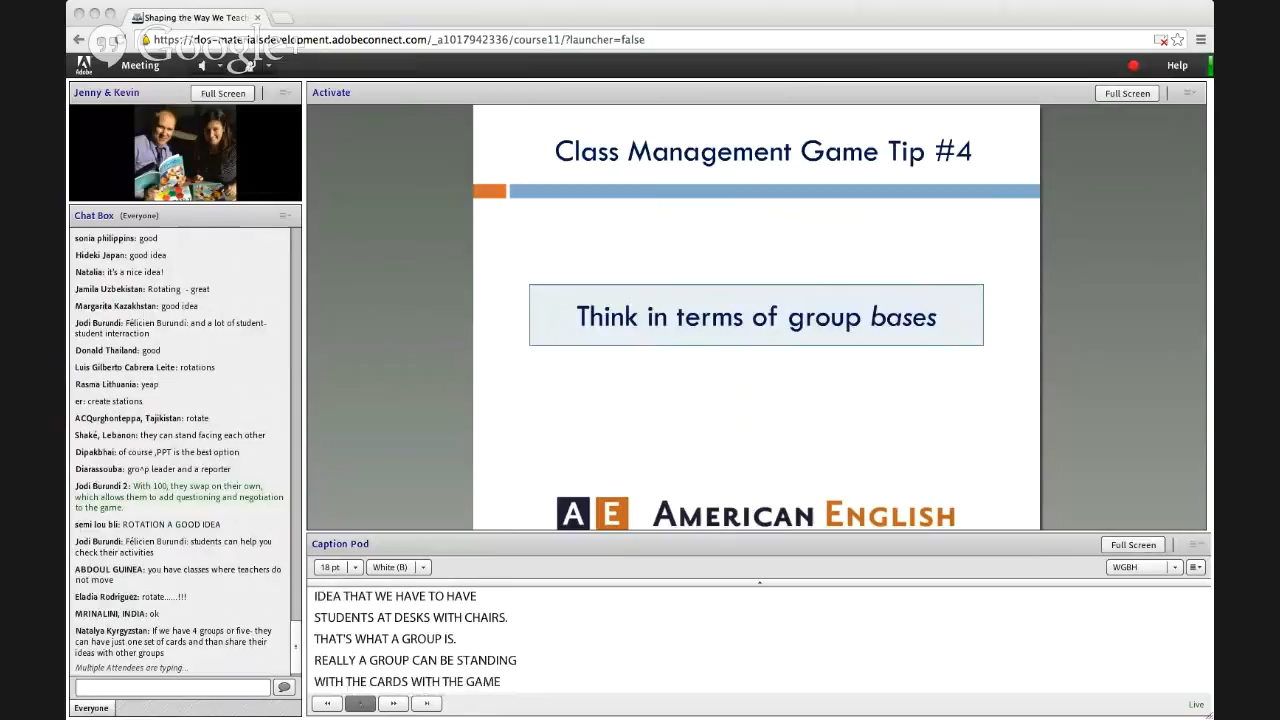 Shaping the Way We Teach
Google+
https://dos-materialsdevelopment.adobeconnect.com/_a1017942336/course11/?launcher=false
Adobe
Meeting
Help
Jenny & Kevin
Full Screen
Activate
Full Screen
Class Management Game Tip #4
Think in terms of group bases
A E AMERICAN ENGLISH
Chat Box (Everyone)
sonia philippins: good
Hideki Japan: good idea
Natalia: it's a nice idea!
Jamila Uzbekistan: Rotating - great
Margarita Kazakhstan: good idea
Jodi Burundi: Félicien Burundi: and a lot of student-
student interraction
Donald Thailand: good
Luis Gilberto Cabrera Leite: rotations
Rasma Lithuania: yeap
er: create stations
ACQurghonteppa, Tajikistan: rotate
Shaké, Lebanon: they can stand facing each other
Dipakbhai: of course ,PPT is the best option
Diarassouba: gro^p leader and a reporter
Jodi Burundi 2: With 100, they swap on their own,
which allows them to add questioning and negotiation
to the game.
semi lou bli: ROTATION A GOOD IDEA
Jodi Burundi: Félicien Burundi: students can help you
check their activities
ABDOUL GUINEA: you have classes where teachers do
not move
Eladia Rodriguez: rotate......!!!
MRINALINI, INDIA: ok
Natalya Kyrgyzstan: If we have 4 groups or five- they
can have just one set of cards and than share their
ideas with other groups
Multiple Attendees are typing...
Everyone
Caption Pod
Full Screen
18 pt
White (B)
WGBH
IDEA THAT WE HAVE TO HAVE
STUDENTS AT DESKS WITH CHAIRS.
THAT'S WHAT A GROUP IS.
REALLY A GROUP CAN BE STANDING
WITH THE CARDS WITH THE GAME
Live